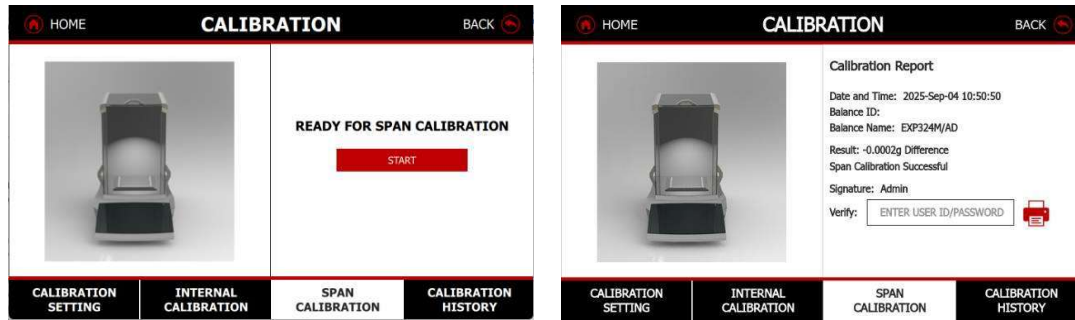 HOME CALIBRATION BACK
READY FOR SPAN CALIBRATION
START
CALIBRATION SETTING
INTERNAL CALIBRATION
SPAN CALIBRATION
CALIBRATION HISTORY
HOME CALIBRATION BACK
Calibration Report
Date and Time: 2025-Sep-04 10:50:50
Balance ID:
Balance Name: EXP324M/AD
Result: -0.0002g Difference
Span Calibration Successful
Signature: Admin
Verify: ENTER USER ID/PASSWORD
CALIBRATION SETTING
INTERNAL CALIBRATION
SPAN CALIBRATION
CALIBRATION HISTORY